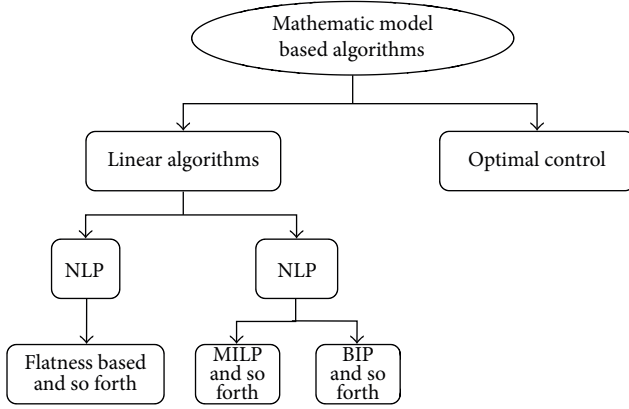 Mathematic model
based algorithms
Linear algorithms
Optimal control
NLP
NLP
Flatness based
and so forth
MILP
and so
forth
BIP
and so
forth